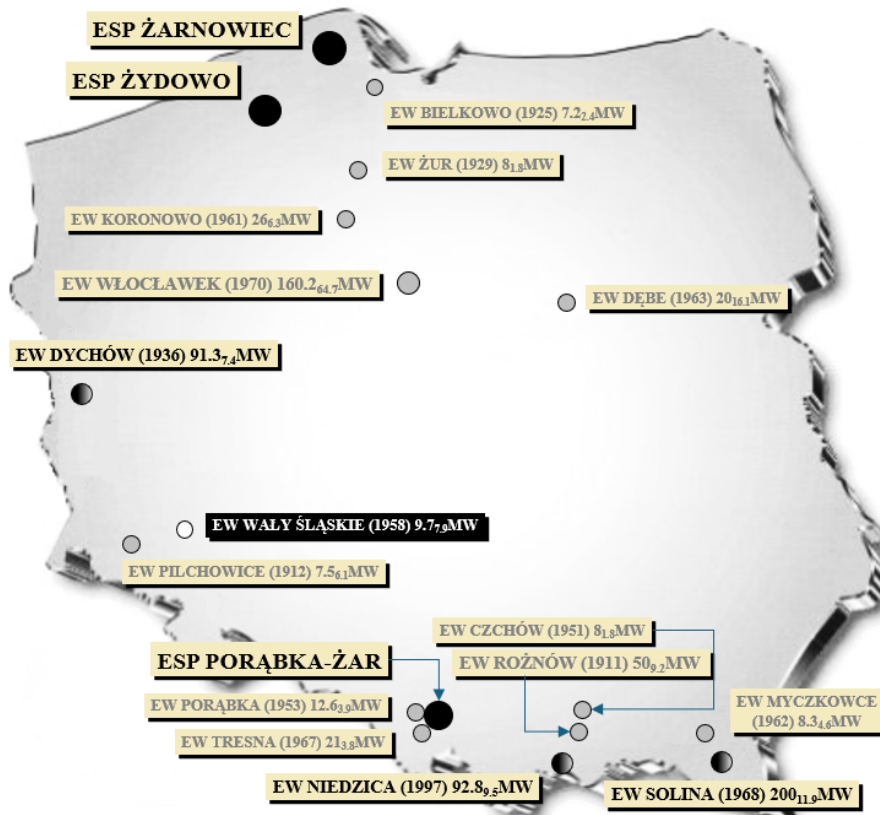 ESP ŻARNOWIEC
ESP ŻYDOWO
EW BIELKOWO (1925) 7.2₂.₄MW
EW ŻUR (1929) 8₁.₈MW
EW KORONOWO (1961) 26₆.₃MW
EW WŁOCŁAWEK (1970) 160.2₆₄.₇MW
EW DĘBE (1963) 20₁₆.₁MW
EW DYCHÓW (1936) 91.3₇.₄MW
EW WAŁY ŚLĄSKIE (1958) 9.7₇.₉MW
EW PILCHOWICE (1912) 7.5₆.₁MW
EW CZCHÓW (1951) 8₁.₈MW
ESP PORĄBKA-ŻAR
EW ROŻNÓW (1911) 50₉.₂MW
EW PORĄBKA (1953) 12.6₃.₉MW
EW MYCZKOWCE
(1962) 8.3₄.₆MW
EW TRESNA (1967) 21₃.₈MW
EW NIEDZICA (1997) 92.8₉.₅MW
EW SOLINA (1968) 200₁₁.₉MW